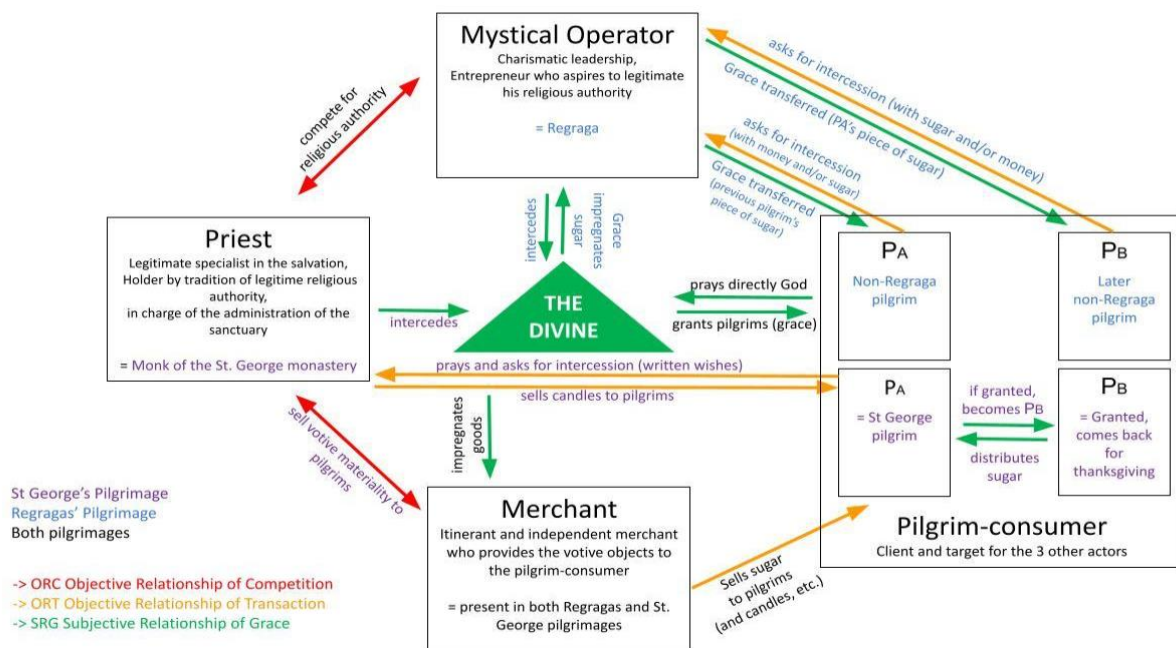 Mystical Operator
Charismatic leadership,
Entrepreneur who aspires to legitimate
his religious authority
= Regraga
compete for
religious authority
asks for intercession (with sugar and/or money)
Grace transferred (PA's piece of sugar)
asks for intercession
(with money and/or sugar)
Grace transferred
(previous pilgrim's
piece of sugar)
Priest
Legitimate specialist in the salvation,
Holder by tradition of legitime religious
authority,
in charge of the administration of the
sanctuary
= Monk of the St. George monastery
intercedes
Grace
impregnates
sugar
intercedes
THE
DIVINE
prays directly God
grants pilgrims (grace)
PA
Non-Regraga
pilgrim
PB
Later
non-Regraga
pilgrim
prays and asks for intercession (written wishes)
sells candles to pilgrims
PA
= St George
pilgrim
if granted,
becomes PB
distributes
sugar
PB
= Granted,
comes back
for
thanksgiving
Pilgrim-consumer
Client and target for the 3 other actors
sell votive materiality to
pilgrims
impregnates
goods
Merchant
Itinerant and independent merchant
who provides the votive objects to
the pilgrim-consumer
= present in both Regragas and St.
George pilgrimages
Sells sugar
to pilgrims
(and candles, etc.)
St George's Pilgrimage
Regragas' Pilgrimage
Both pilgrimages
-> ORC Objective Relationship of Competition
-> ORT Objective Relationship of Transaction
-> SRG Subjective Relationship of Grace